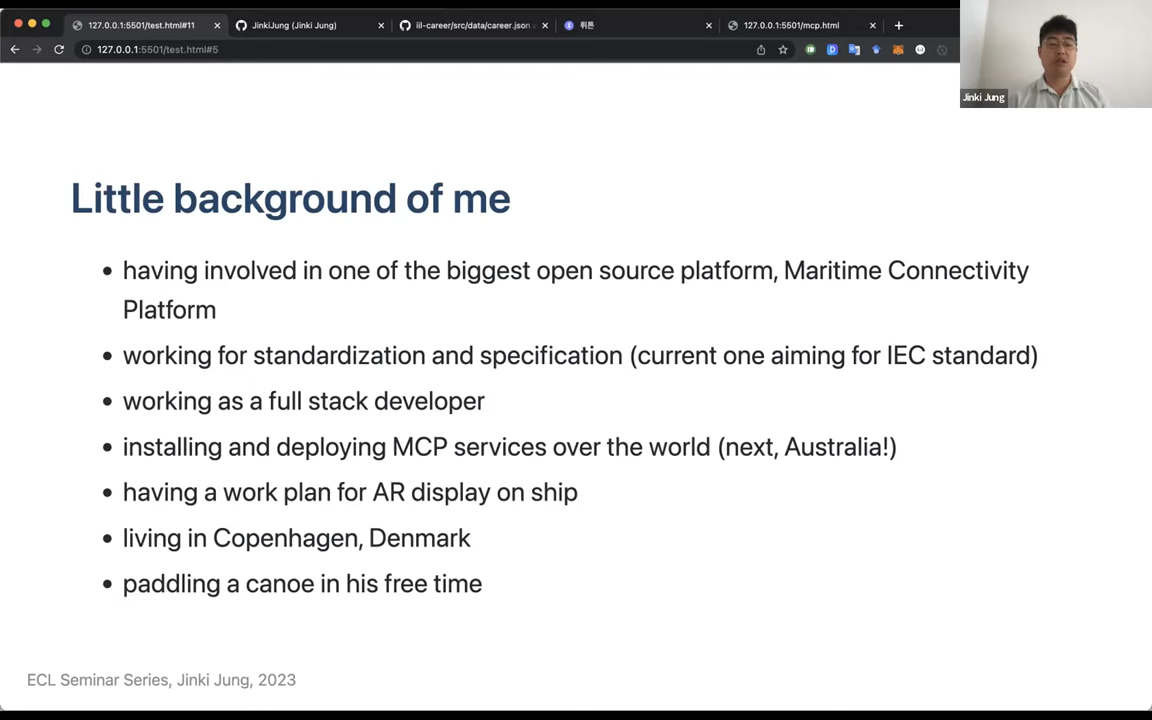 127.0.0.1:5501/test.html#11
JinkiJung (Jinki Jung)
iil-career/src/data/career.json
뤼튼
127.0.0.1:5501/mcp.html
127.0.0.1:5501/test.html#5
Jinki Jung
Little background of me
• having involved in one of the biggest open source platform, Maritime Connectivity
Platform
• working for standardization and specification (current one aiming for IEC standard)
• working as a full stack developer
• installing and deploying MCP services over the world (next, Australia!)
• having a work plan for AR display on ship
• living in Copenhagen, Denmark
• paddling a canoe in his free time
ECL Seminar Series, Jinki Jung, 2023